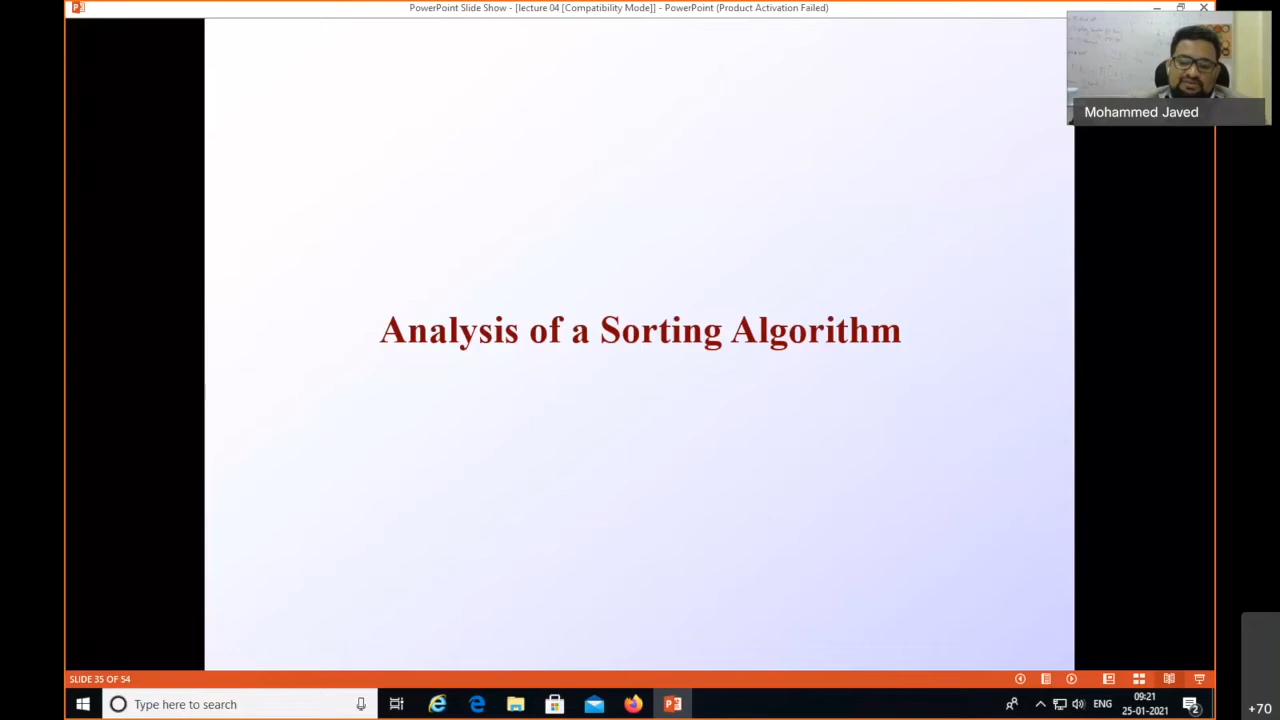 PowerPoint Slide Show - [lecture 04 [Compatibility Mode]] - PowerPoint (Product Activation Failed)
Mohammed Javed
Analysis of a Sorting Algorithm
SLIDE 35 OF 54
Type here to search
ENG
09:21
25-01-2021
2
+70